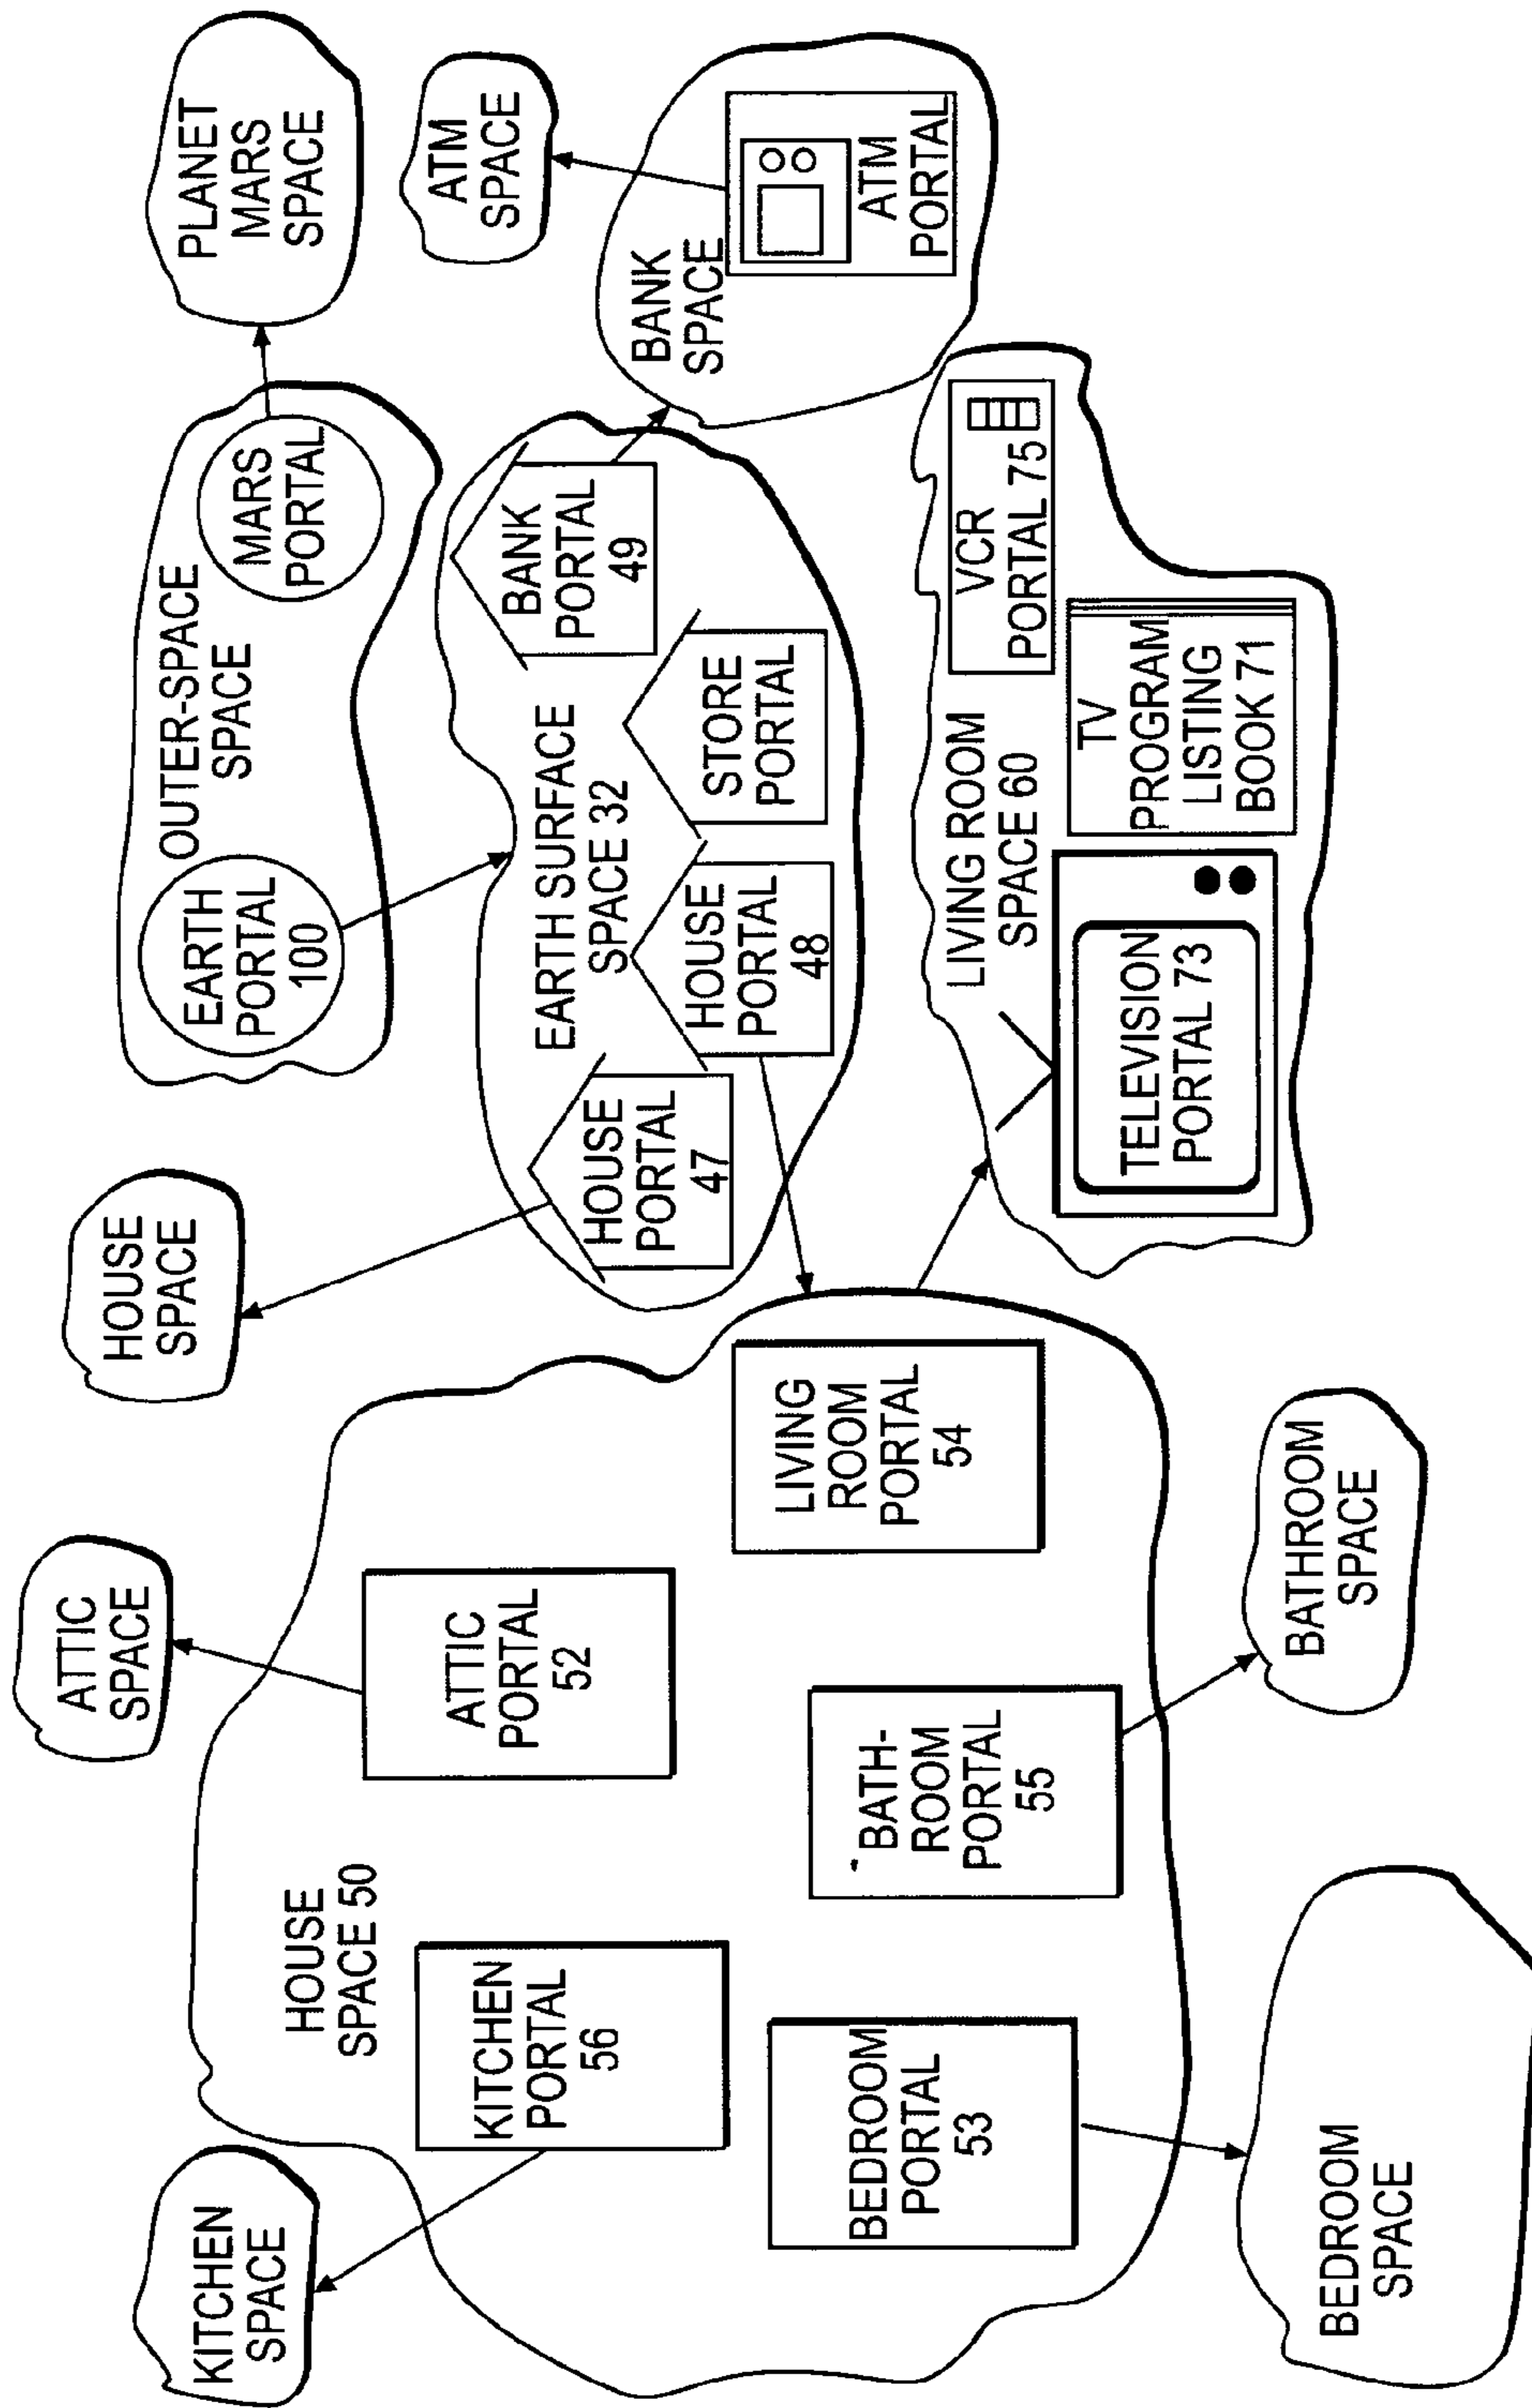 KITCHEN
SPACE
ATTIC
SPACE
HOUSE
SPACE
HOUSE
SPACE 50
KITCHEN
PORTAL
56
ATTIC
PORTAL
52
BEDROOM
PORTAL
53
BATH-
ROOM
PORTAL
55
LIVING
ROOM
PORTAL
54
BEDROOM
SPACE
BATHROOM
SPACE
OUTER-SPACE
SPACE
EARTH
PORTAL
100
MARS
PORTAL
PLANET
MARS
SPACE
EARTH SURFACE
SPACE 32
HOUSE
PORTAL
47
HOUSE
PORTAL
48
STORE
PORTAL
BANK
PORTAL
49
ATM
SPACE
BANK
SPACE
ATM
PORTAL
LIVING ROOM
SPACE 60
TELEVISION
PORTAL 73
TV
PROGRAM
LISTING
BOOK 71
VCR
PORTAL 75